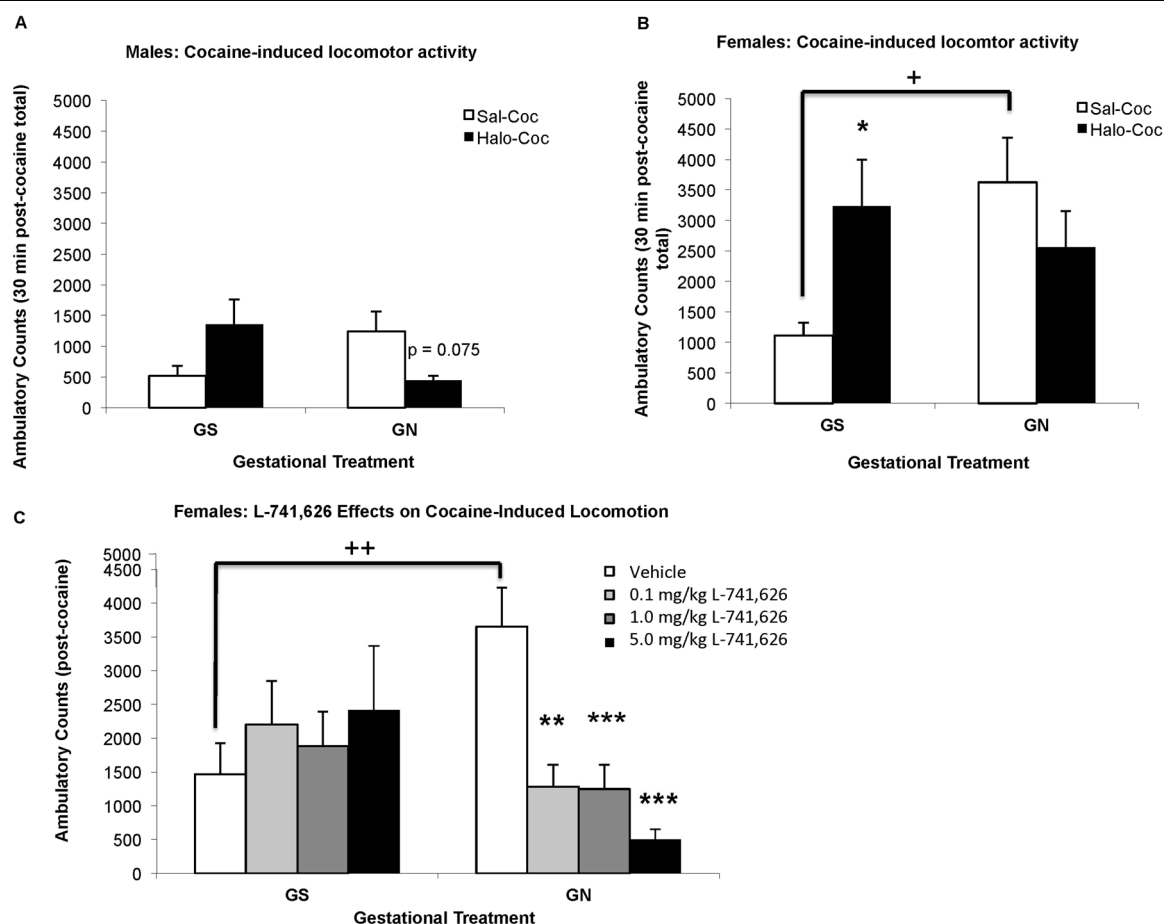 A
Males: Cocaine-induced locomotor activity
Ambulatory Counts (30 min post-cocaine total)
5000
4500
4000
3500
3000
2500
2000
1500
1000
500
0
Sal-Coc
Halo-Coc
p = 0.075
GS
GN
Gestational Treatment
B
Females: Cocaine-induced locomtor activity
Ambulatory Counts (30 min post-cocaine
total)
5000
4500
4000
3500
3000
2500
2000
1500
1000
500
0
+
*
Sal-Coc
Halo-Coc
GS
GN
Gestational Treatment
C
Females: L-741,626 Effects on Cocaine-Induced Locomotion
Ambulatory Counts (post-cocaine)
5000
4500
4000
3500
3000
2500
2000
1500
1000
500
0
++
**
***
***
Vehicle
0.1 mg/kg L-741,626
1.0 mg/kg L-741,626
5.0 mg/kg L-741,626
GS
GN
Gestational Treatment